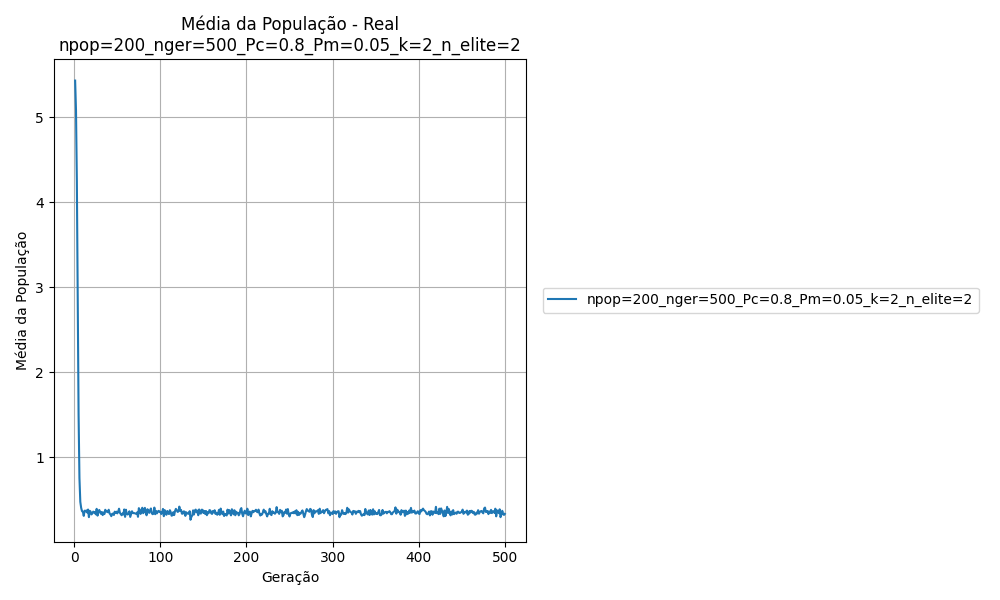 Média da População - Real
npop=200_nger=500_Pc=0.8_Pm=0.05_k=2_n_elite=2
Média da População
5
4
3
2
1
0
100
200
300
400
500
Geração
npop=200_nger=500_Pc=0.8_Pm=0.05_k=2_n_elite=2